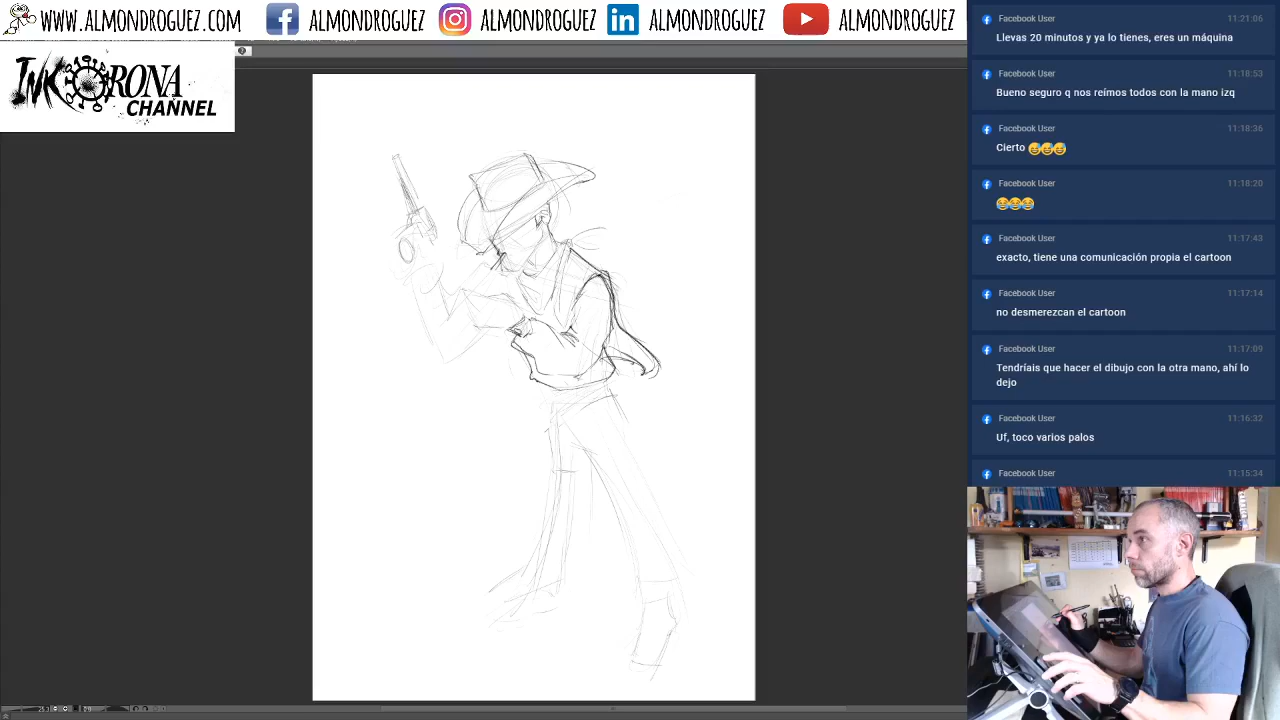 WWW.ALMONDROGUEZ.COM
ALMONDROGUEZ
ALMONDROGUEZ
ALMONDROGUEZ
ALMONDROGUEZ
INKORONA
CHANNEL
Facebook User 11:21:06
Llevas 20 minutos y ya lo tienes, eres un máquina
Facebook User 11:18:53
Bueno seguro q nos reímos todos con la mano izq
Facebook User 11:18:36
Cierto 😅😅😅
Facebook User 11:18:20
😂😂😂
Facebook User 11:17:43
exacto, tiene una comunicación propia el cartoon
Facebook User 11:17:14
no desmerezcan el cartoon
Facebook User 11:17:09
Tendríais que hacer el dibujo con la otra mano, ahí lo
dejo
Facebook User 11:16:32
Uf, toco varios palos
Facebook User 11:15:34